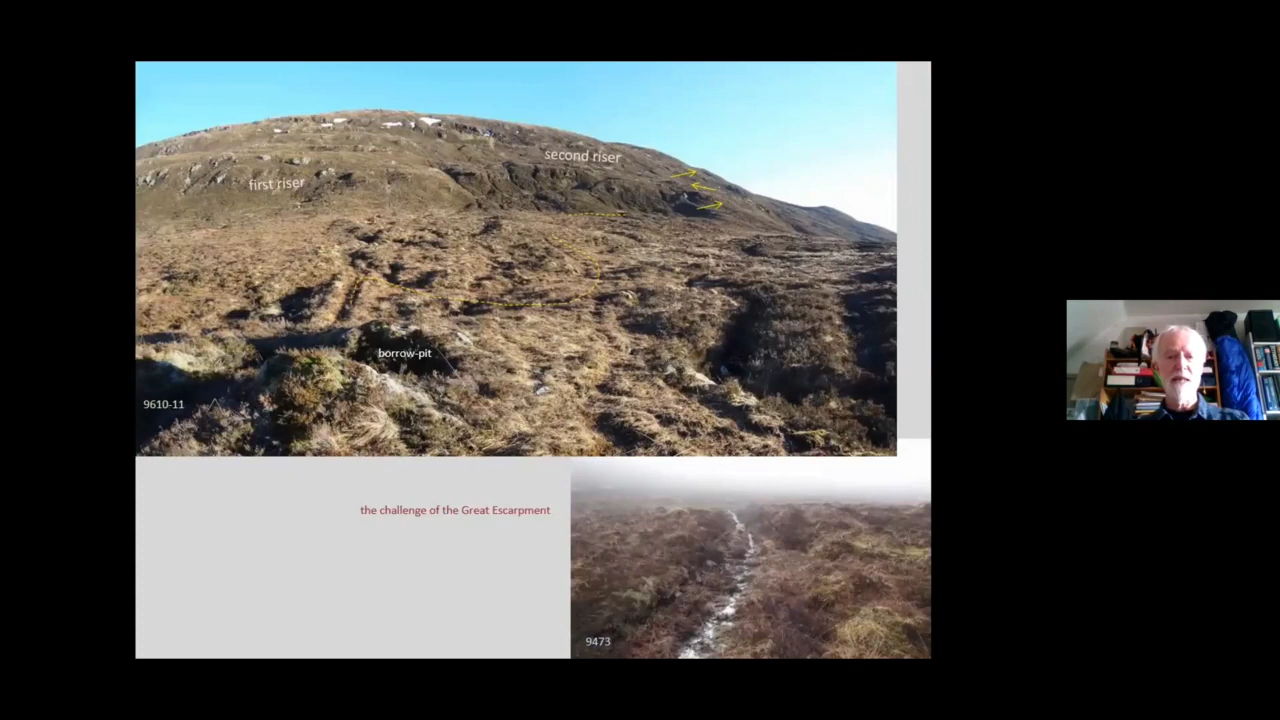 second riser
first riser
borrow-pit
9610-11
the challenge of the Great Escarpment
9473